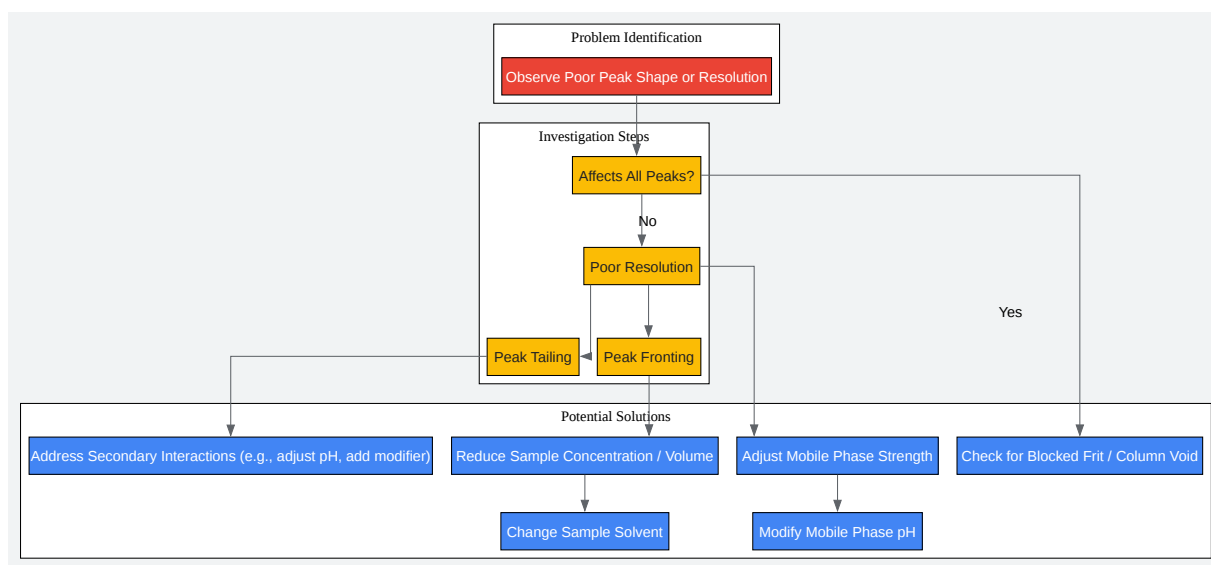 Problem Identification
Observe Poor Peak Shape or Resolution
Investigation Steps
Affects All Peaks?
No
Poor Resolution
Yes
Peak Tailing
Peak Fronting
Potential Solutions
Address Secondary Interactions (e.g., adjust pH, add modifier)
Reduce Sample Concentration / Volume
Adjust Mobile Phase Strength
Check for Blocked Frit / Column Void
Change Sample Solvent
Modify Mobile Phase pH